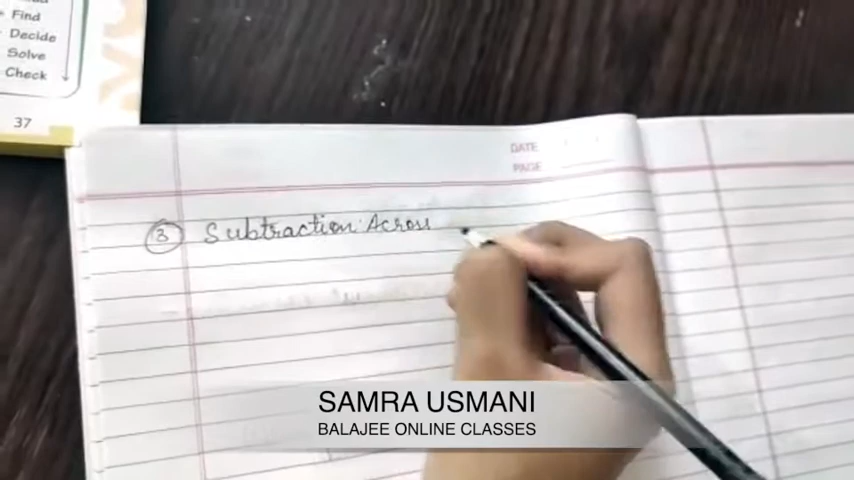 Find
Decide
Solve
Check
37
DATE
PAGE
③ Subtraction Across
SAMRA USMANI
BALAJEE ONLINE CLASSES